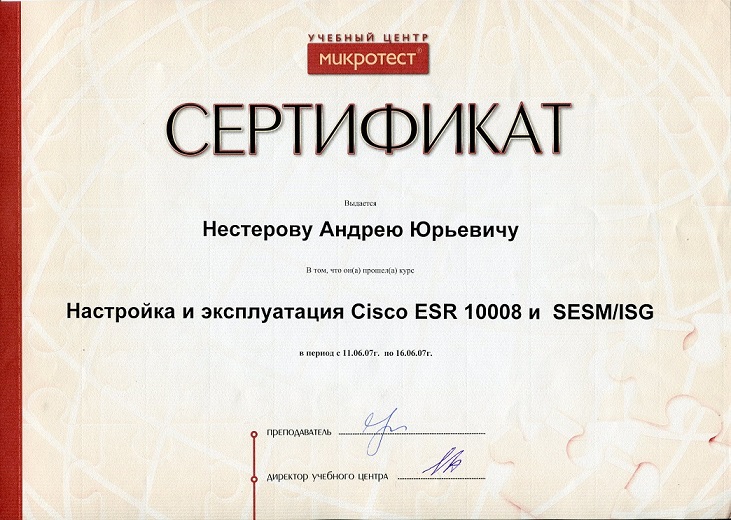 УЧЕБНЫЙ ЦЕНТР
МИКРОТЕСТ®
СЕРТИФИКАТ
Выдается
Нестерову Андрею Юрьевичу
В том, что он(а) прошел(а) курс
Настройка и эксплуатация Cisco ESR 10008 и SESM/ISG
в период с 11.06.07г. по 16.06.07г.
преподаватель
директор учебного центра